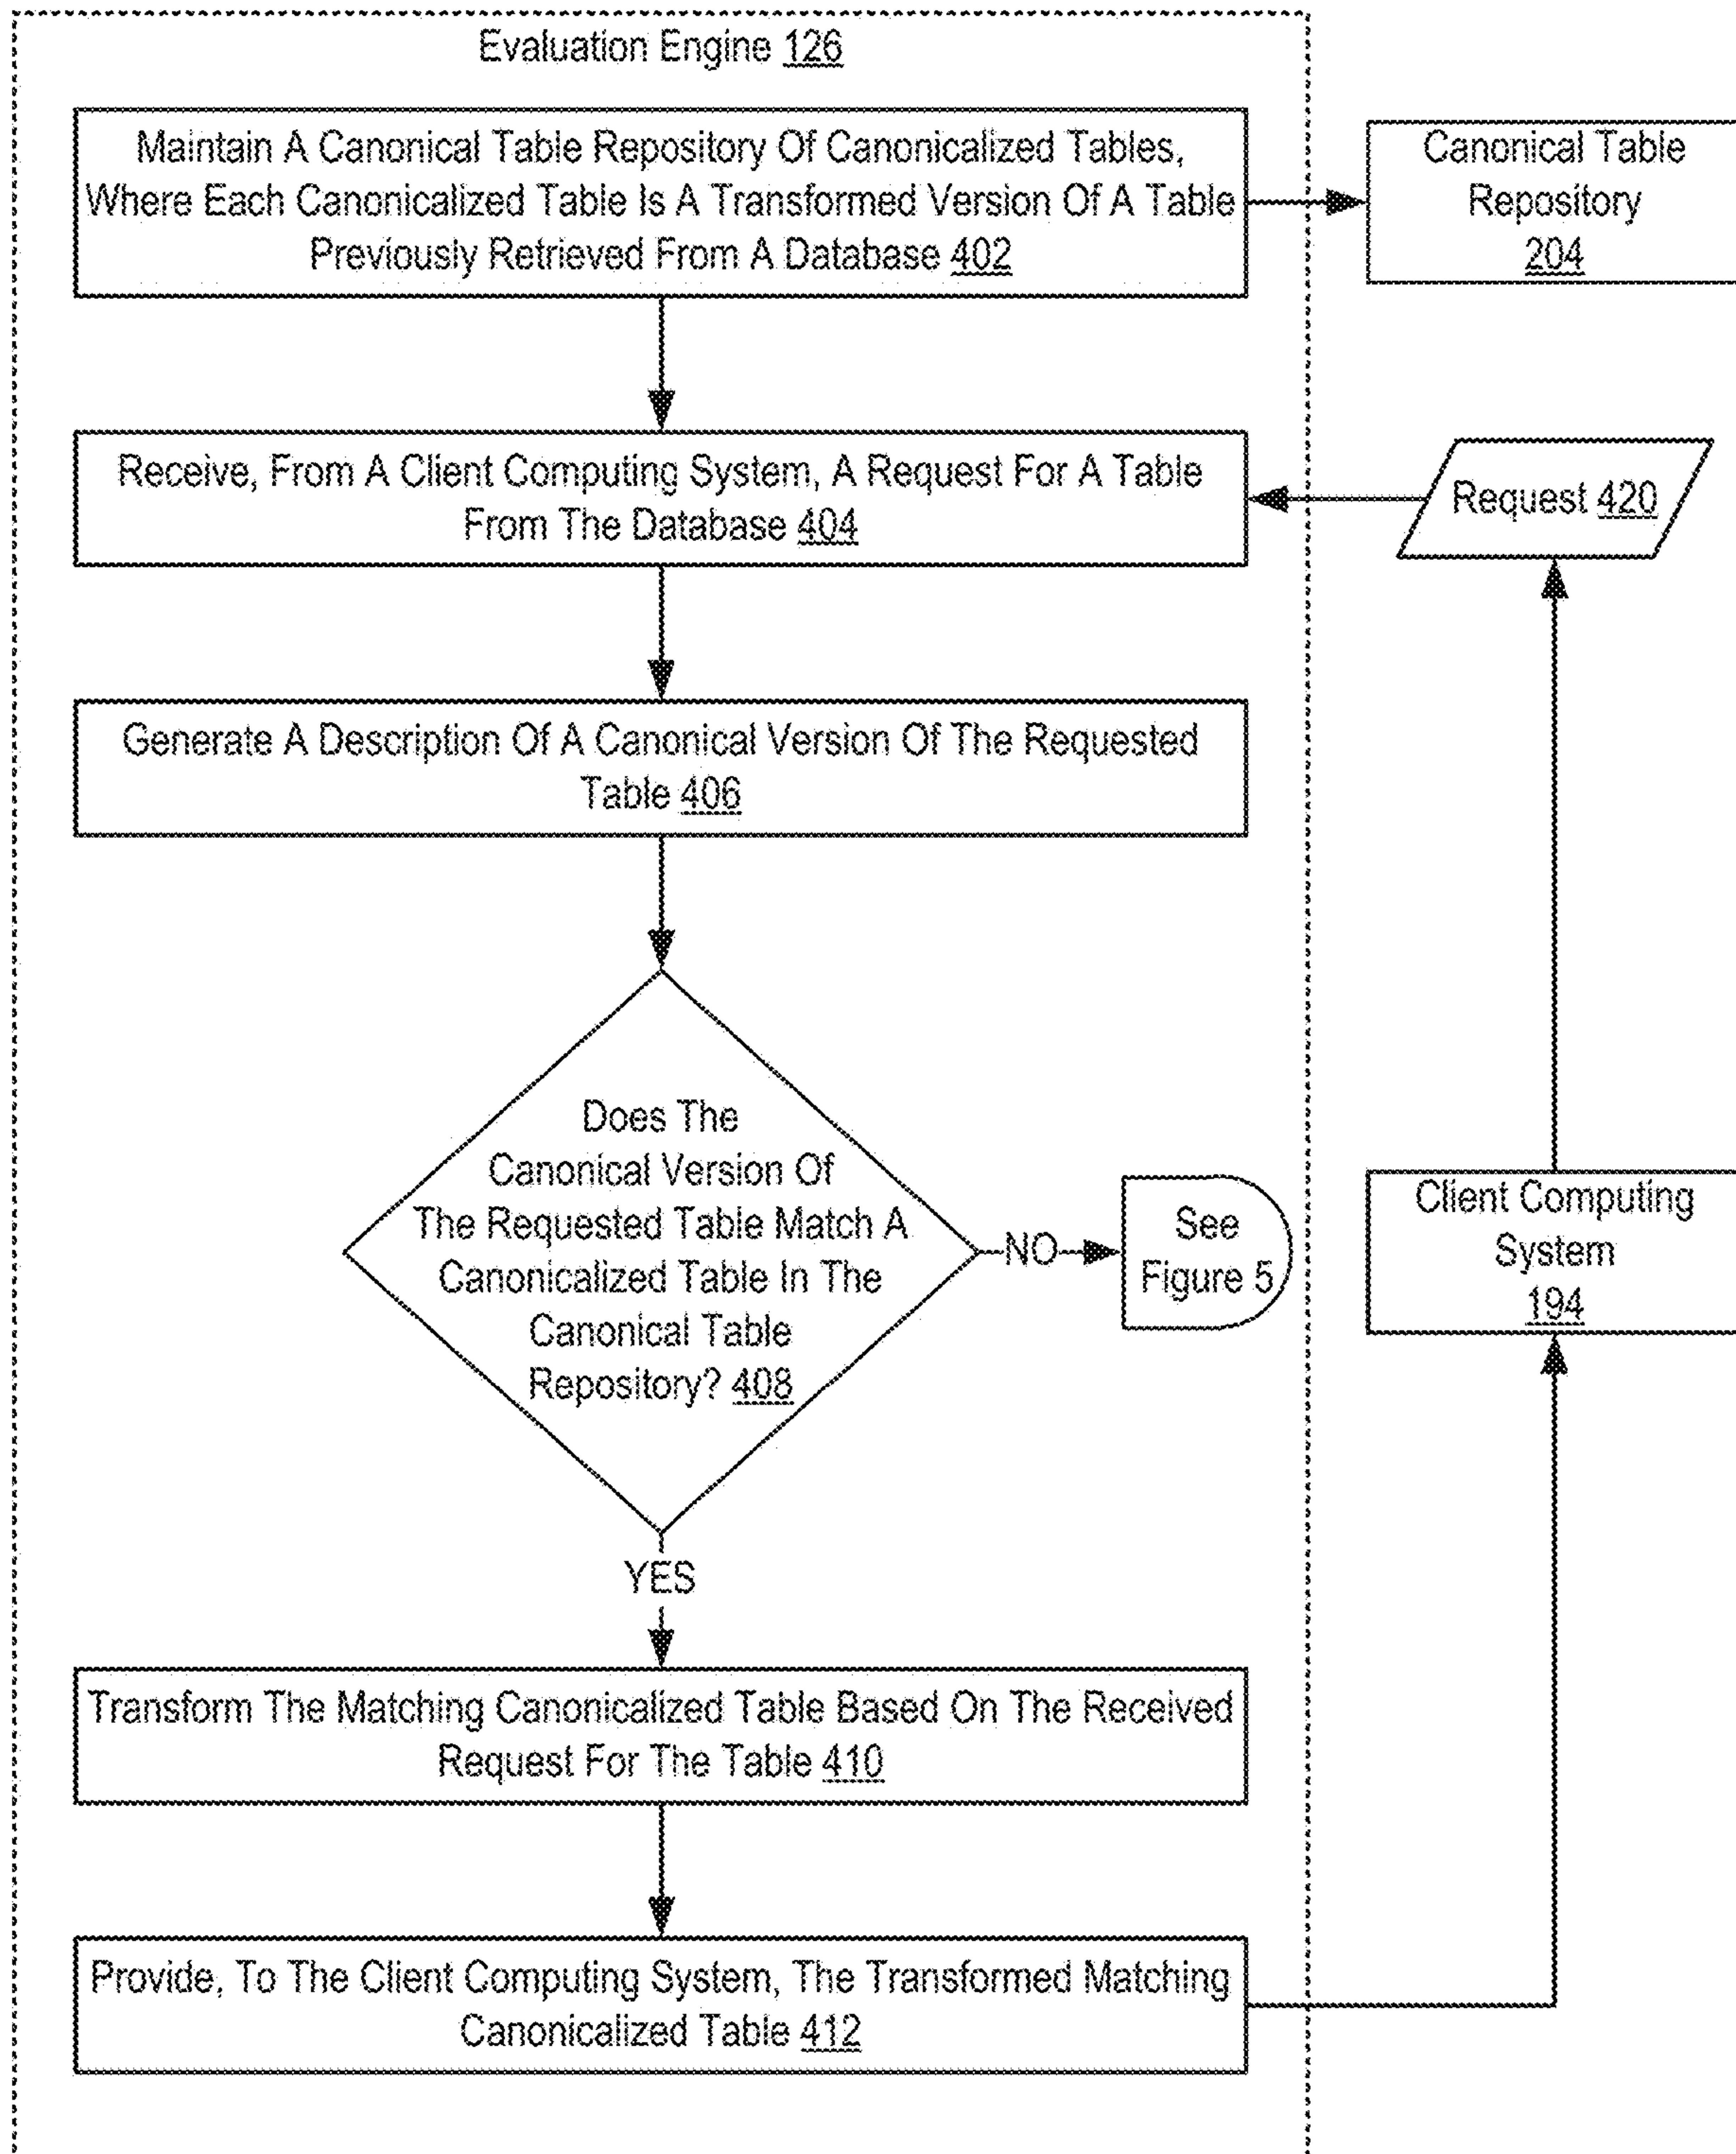 Evaluation Engine 126
Maintain A Canonical Table Repository Of Canonicalized Tables,
Where Each Canonicalized Table Is A Transformed Version Of A Table
Previously Retrieved From A Database 402
Canonical Table
Repository
204
Receive, From A Client Computing System, A Request For A Table
From The Database 404
Request 420
Generate A Description Of A Canonical Version Of The Requested
Table 406
Does The
Canonical Version Of
The Requested Table Match A
Canonicalized Table In The
Canonical Table
Repository? 408
NO
See
Figure 5
Client Computing
System
194
YES
Transform The Matching Canonicalized Table Based On The Received
Request For The Table 410
Provide, To The Client Computing System, The Transformed Matching
Canonicalized Table 412